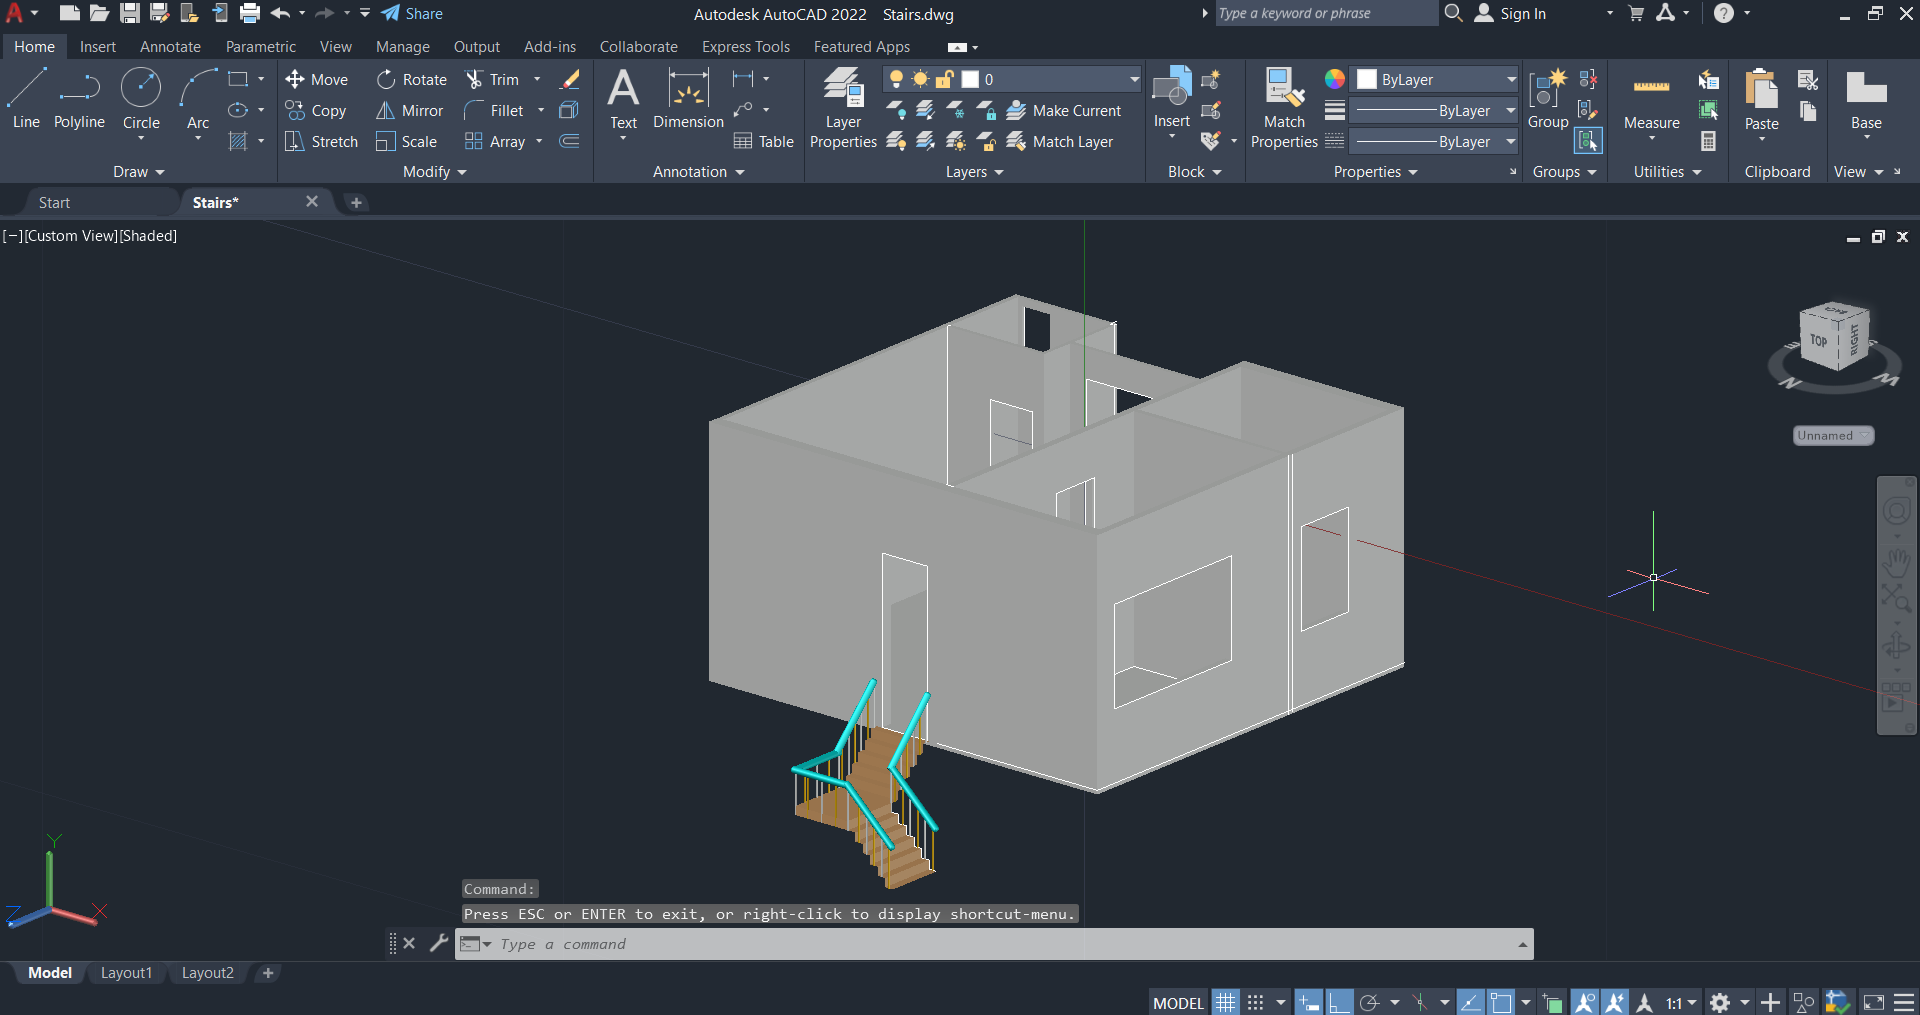 Share
Autodesk AutoCAD 2022 Stairs.dwg
Type a keyword or phrase
Sign In
Home Insert Annotate Parametric View Manage Output Add-ins Collaborate Express Tools Featured Apps
Line Polyline Circle Arc
Draw
Move Rotate Trim
Copy Mirror Fillet
Stretch Scale Array
Modify
Text Dimension Table
Annotation
Layer Properties
0
Make Current
Match Layer
Layers
Insert
Block
Match Properties
ByLayer
ByLayer
ByLayer
Properties
Group
Groups
Measure
Utilities
Paste
Clipboard
Base
View
Start Stairs*
[−][Custom View][Shaded]
TOP RIGHT
N M
Unnamed
Y
Z X
Command:
Press ESC or ENTER to exit, or right-click to display shortcut-menu.
Type a command
Model Layout1 Layout2
MODEL 1:1